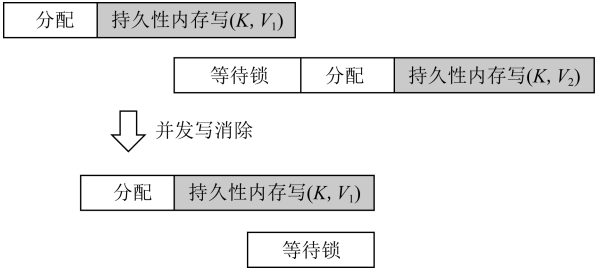 分配 持久性内存写(K, V₁)
等待锁 分配 持久性内存写(K, V₂)
并发写消除
分配 持久性内存写(K, V₁)
等待锁